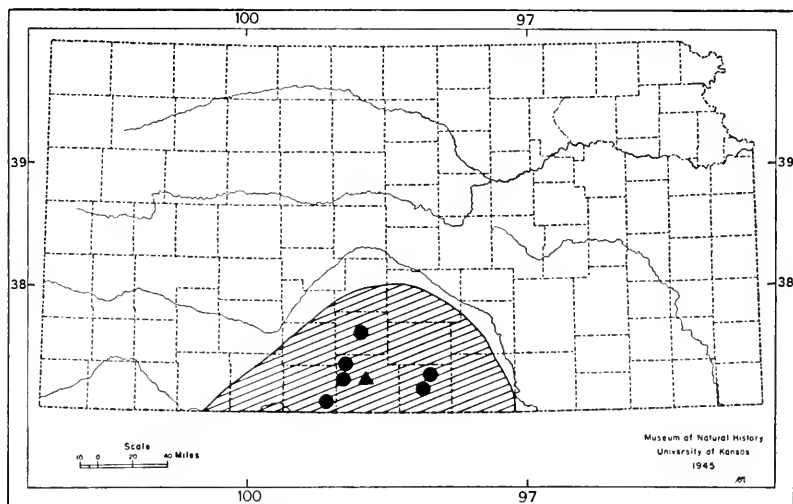 100 97
39 39
38 38
Scale
10 0 20 40 Miles
Museum of Natural History
University of Kansas
1945
100 97